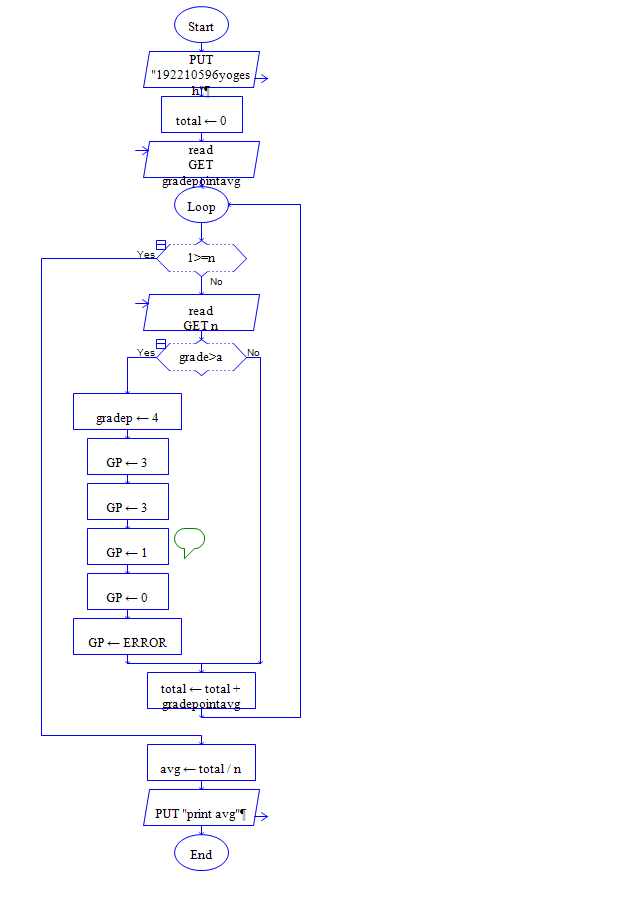 Start
PUT
"192210596yoges
h"¶
total ← 0
read
GET
gradepointavg
Loop
Yes
1>=n
No
read
GET n
Yes
grade>a
No
gradep ← 4
GP ← 3
GP ← 3
GP ← 1
GP ← 0
GP ← ERROR
total ← total +
gradepointavg
avg ← total / n
PUT "print avg"¶
End